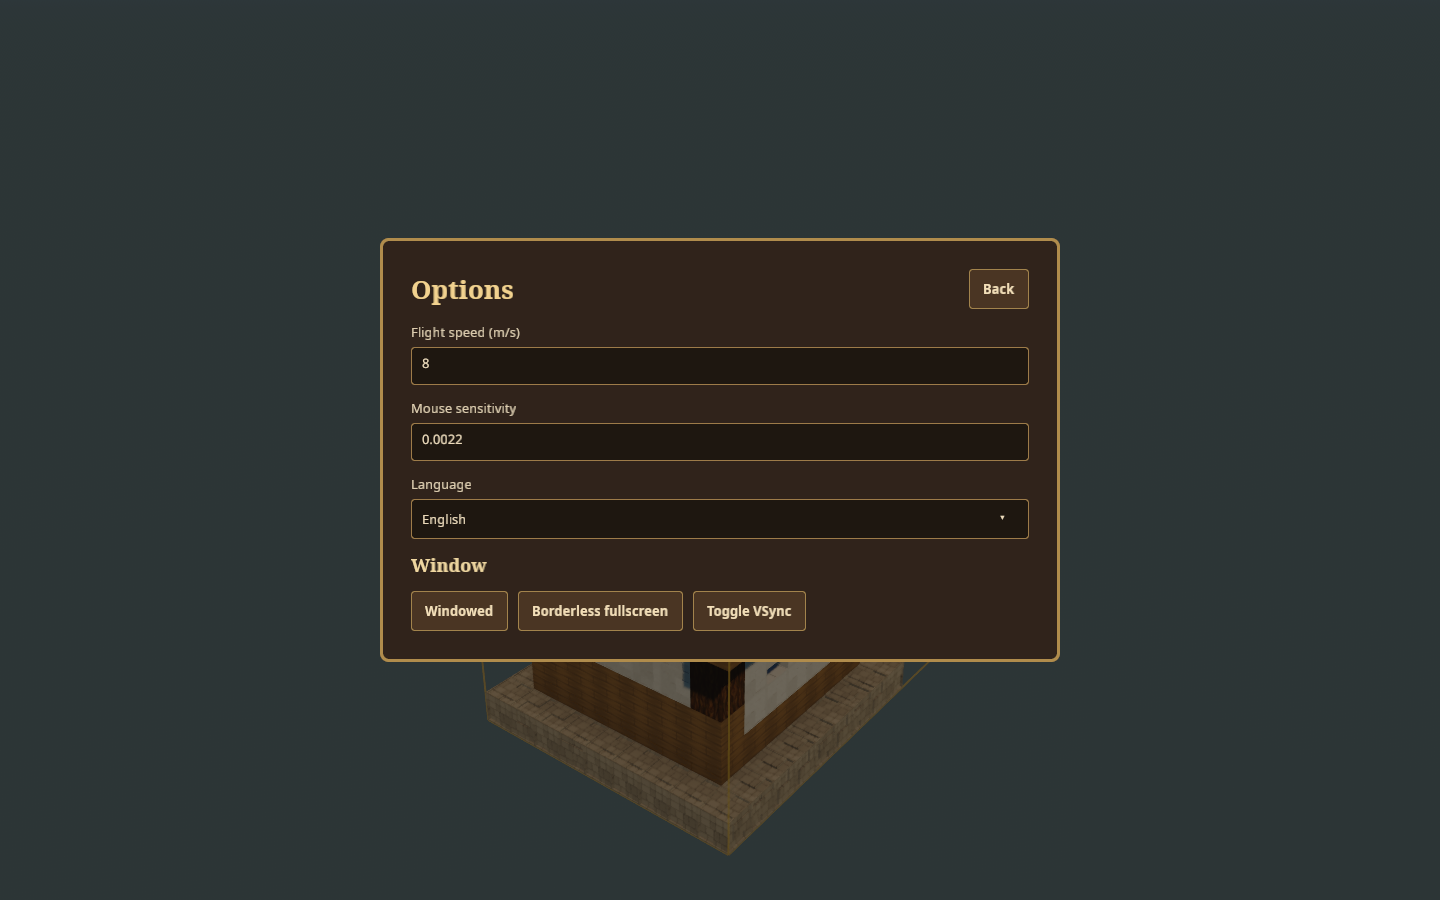 Options
Back
Flight speed (m/s)
8
Mouse sensitivity
0.0022
Language
English
Window
Windowed
Borderless fullscreen
Toggle VSync